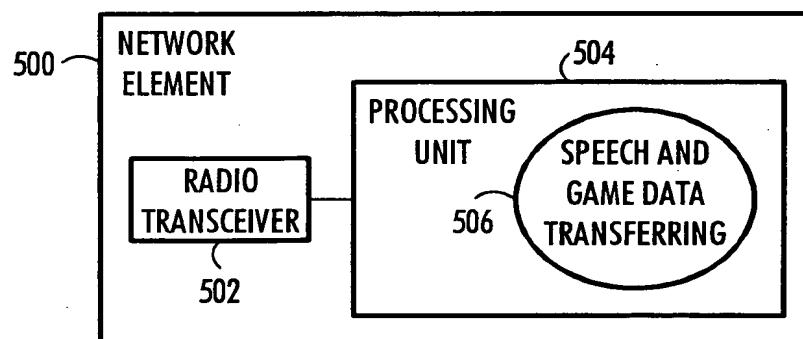 500
NETWORK
ELEMENT
504
PROCESSING
UNIT
RADIO
TRANSCEIVER
502
506
SPEECH AND
GAME DATA
TRANSFERRING